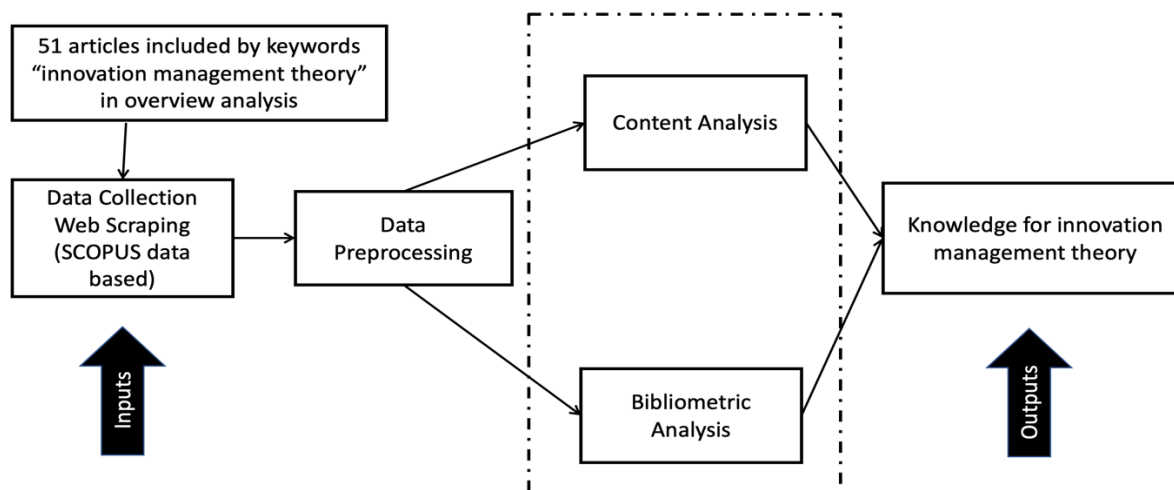 51 articles included by keywords
“innovation management theory”
in overview analysis
Data Collection
Web Scraping
(SCOPUS data
based)
Data
Preprocessing
Content Analysis
Bibliometric
Analysis
Knowledge for innovation
management theory
Inputs
Outputs